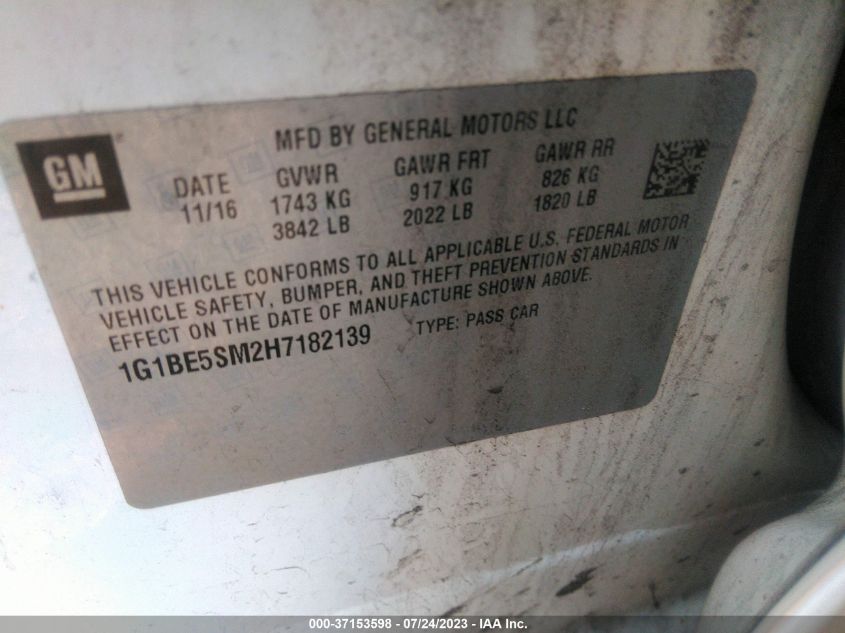 MFD BY GENERAL MOTORS LLC
GM
DATE GVWR GAWR FRT GAWR RR
11/16 1743 KG 917 KG 826 KG
3842 LB 2022 LB 1820 LB
THIS VEHICLE CONFORMS TO ALL APPLICABLE U.S. FEDERAL MOTOR
VEHICLE SAFETY, BUMPER, AND THEFT PREVENTION STANDARDS IN
EFFECT ON THE DATE OF MANUFACTURE SHOWN ABOVE.
1G1BE5SM2H7182139 TYPE: PASS CAR
000-37153598 - 07/24/2023 - IAA Inc.